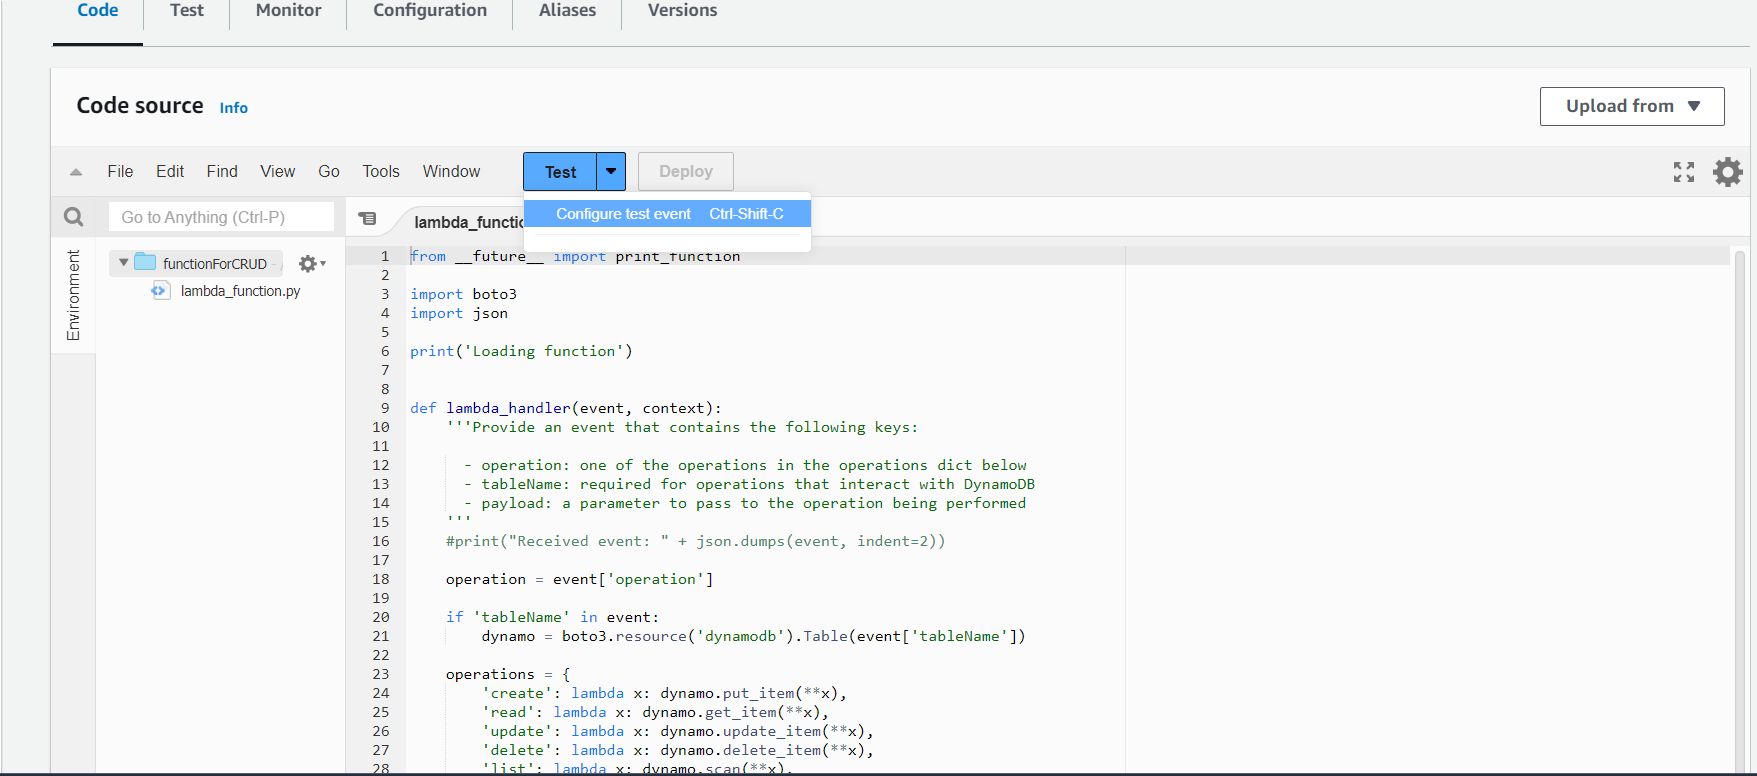 Code Test Monitor Configuration Aliases Versions
Code source Info
Upload from
File Edit Find View Go Tools Window Test Deploy
Go to Anything (Ctrl-P)
lambda_functio
Configure test event Ctrl-Shift-C
Environment
functionForCRUD - /
lambda_function.py
1 from __future__ import print_function
2
3 import boto3
4 import json
5
6 print('Loading function')
7
8
9 def lambda_handler(event, context):
10 '''Provide an event that contains the following keys:
11
12 - operation: one of the operations in the operations dict below
13 - tableName: required for operations that interact with DynamoDB
14 - payload: a parameter to pass to the operation being performed
15 '''
16 #print("Received event: " + json.dumps(event, indent=2))
17
18 operation = event['operation']
19
20 if 'tableName' in event:
21 dynamo = boto3.resource('dynamodb').Table(event['tableName'])
22
23 operations = {
24 'create': lambda x: dynamo.put_item(**x),
25 'read': lambda x: dynamo.get_item(**x),
26 'update': lambda x: dynamo.update_item(**x),
27 'delete': lambda x: dynamo.delete_item(**x),
28 'list': lambda x: dynamo.scan(**x),